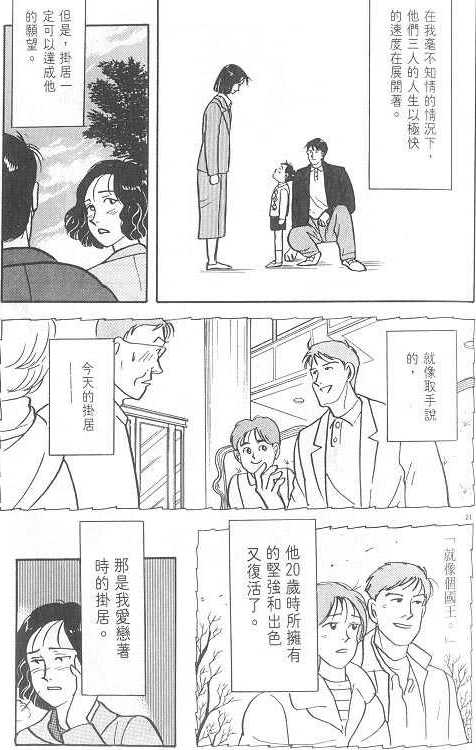 在我毫不知情的情況下，
他們三人的人生以極快
的速度在展開著。
但是，掛居一
定可以達成他
的願望。
就像取手說
的，
今天的掛居
21
「就像個國王。」
他20歲時所擁有
的堅強和出色
又復活了。
那是我愛戀著
時的掛居。